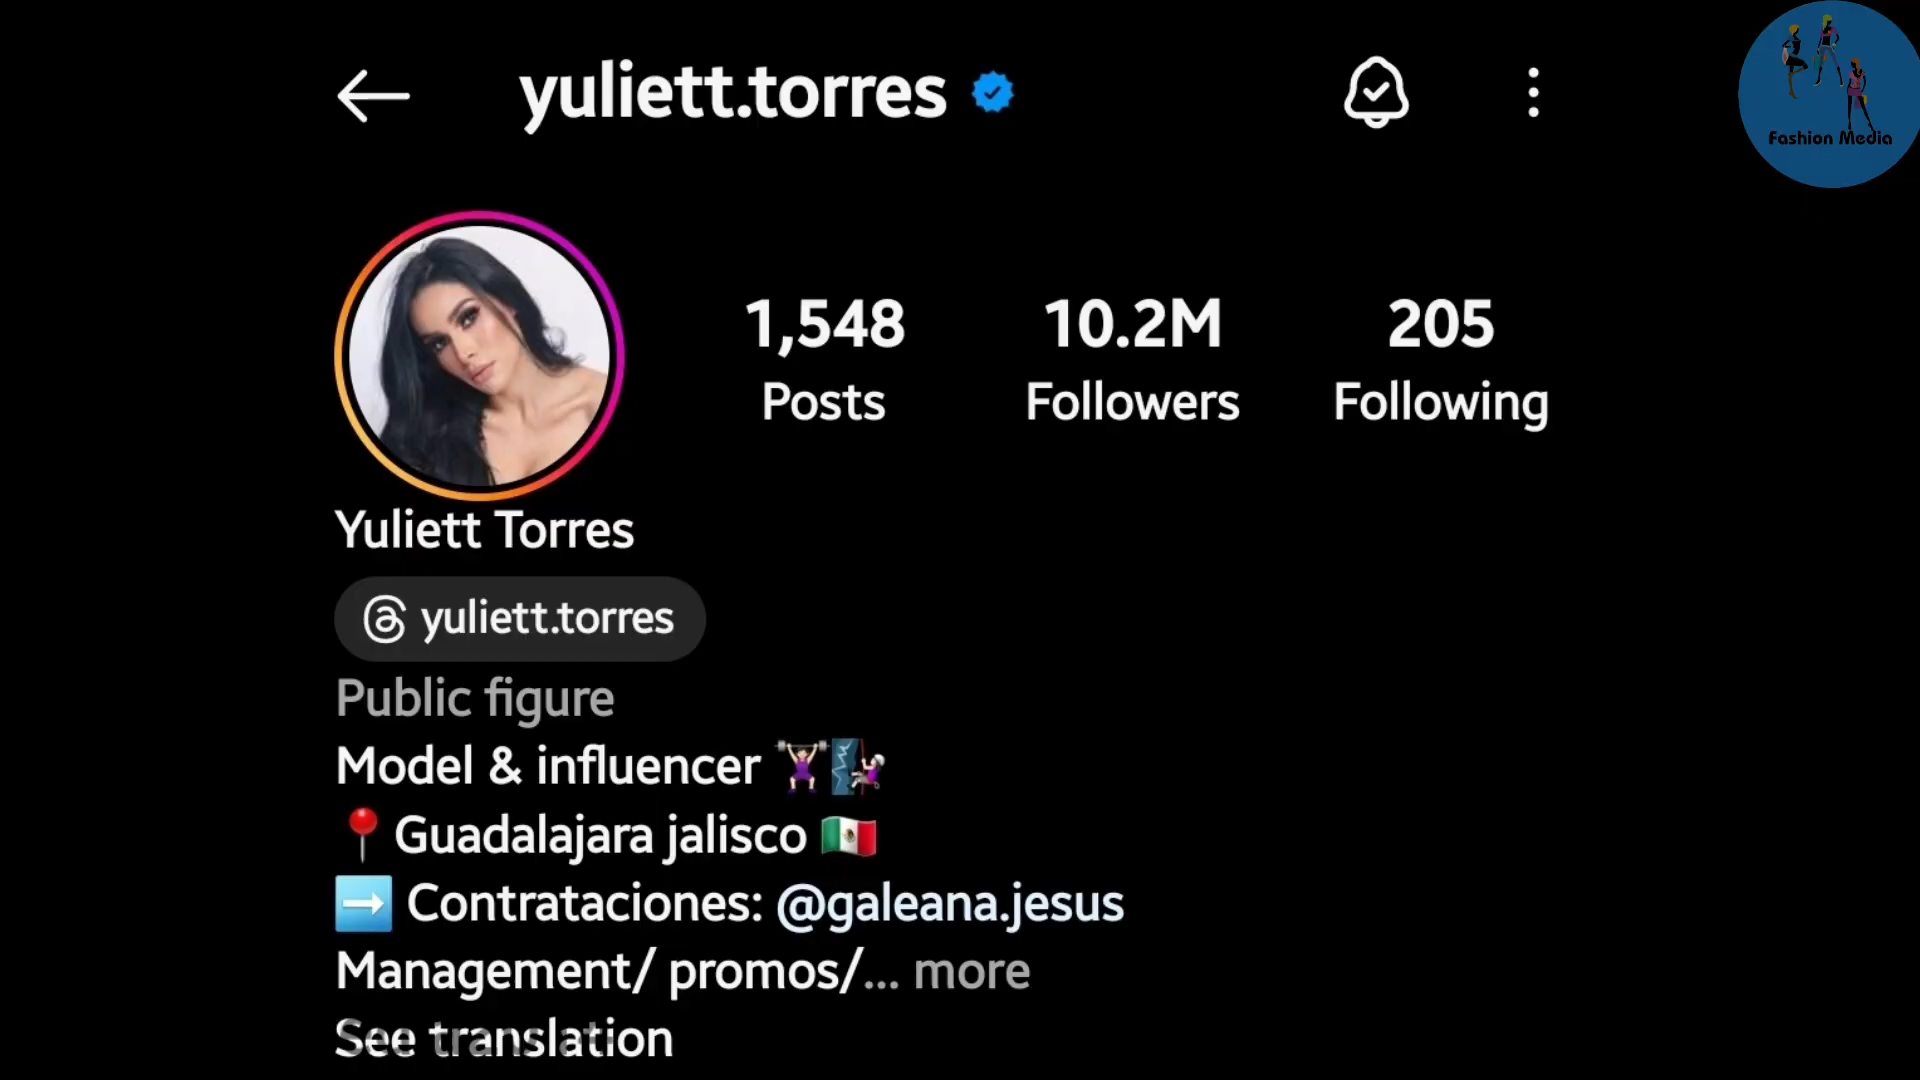 yuliett.torres
Fashion Media
1,548 10.2M 205
Posts Followers Following
Yuliett Torres
yuliett.torres
Public figure
Model & influencer 🏋🏻‍♀️🧗🏻‍♀️
📍Guadalajara jalisco 🇲🇽
➡️ Contrataciones: @galeana.jesus
Management/ promos/... more
See translation